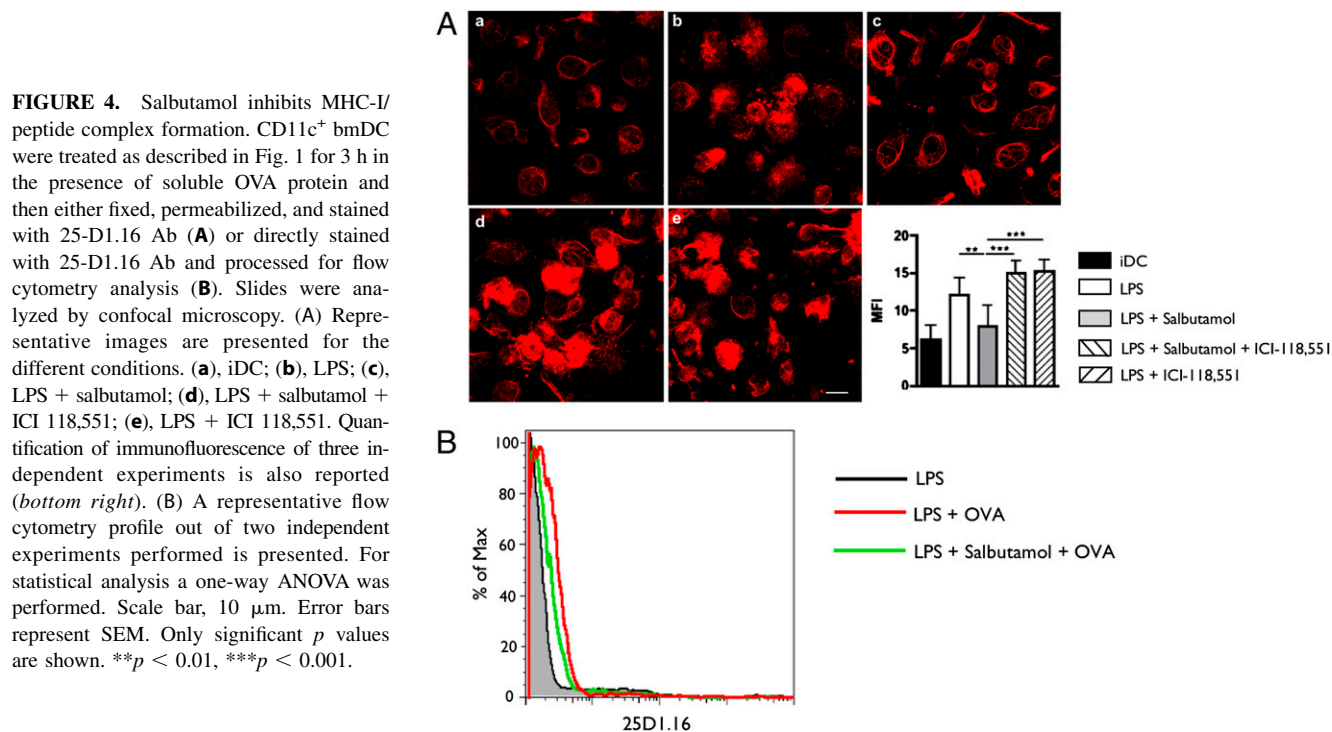 FIGURE 4. Salbutamol inhibits MHC-I/
peptide complex formation. CD11c⁺ bmDC
were treated as described in Fig. 1 for 3 h in
the presence of soluble OVA protein and
then either fixed, permeabilized, and stained
with 25-D1.16 Ab (A) or directly stained
with 25-D1.16 Ab and processed for flow
cytometry analysis (B). Slides were ana-
lyzed by confocal microscopy. (A) Repre-
sentative images are presented for the
different conditions. (a), iDC; (b), LPS; (c),
LPS + salbutamol; (d), LPS + salbutamol +
ICI 118,551; (e), LPS + ICI 118,551. Quan-
tification of immunofluorescence of three in-
dependent experiments is also reported
(bottom right). (B) A representative flow
cytometry profile out of two independent
experiments performed is presented. For
statistical analysis a one-way ANOVA was
performed. Scale bar, 10 μm. Error bars
represent SEM. Only significant p values
are shown. **p < 0.01, ***p < 0.001.
A
a
b
c
d
e
MFI
20
15
10
5
0
***
** ***
iDC
LPS
LPS + Salbutamol
LPS + Salbutamol + ICI-118,551
LPS + ICI-118,551
B
% of Max
100
80
60
40
20
0
25D1.16
LPS
LPS + OVA
LPS + Salbutamol + OVA